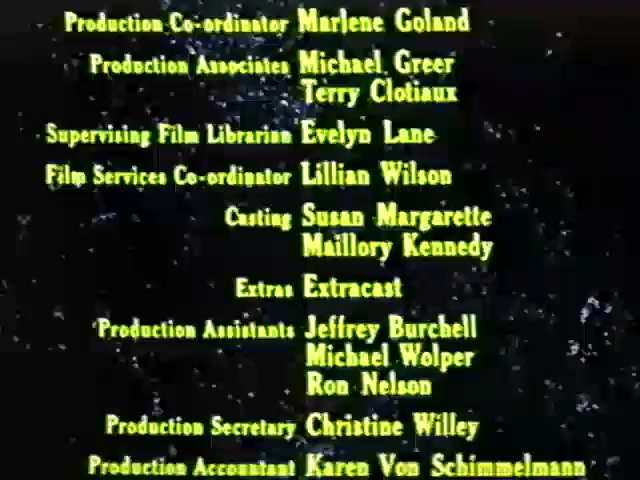 Production Co-ordinator Marlene Goland
Production Associates Michael Greer
Terry Clotiaux
Supervising Film Librarian Evelyn Lane
Film Services Co-ordinator Lillian Wilson
Casting Susan Margarette
Maillory Kennedy
Extras Extracast
Production Assistants Jeffrey Burchell
Michael Wolper
Ron Nelson
Production Secretary Christine Willey
Production Accountant Karen Von Schimmelmann